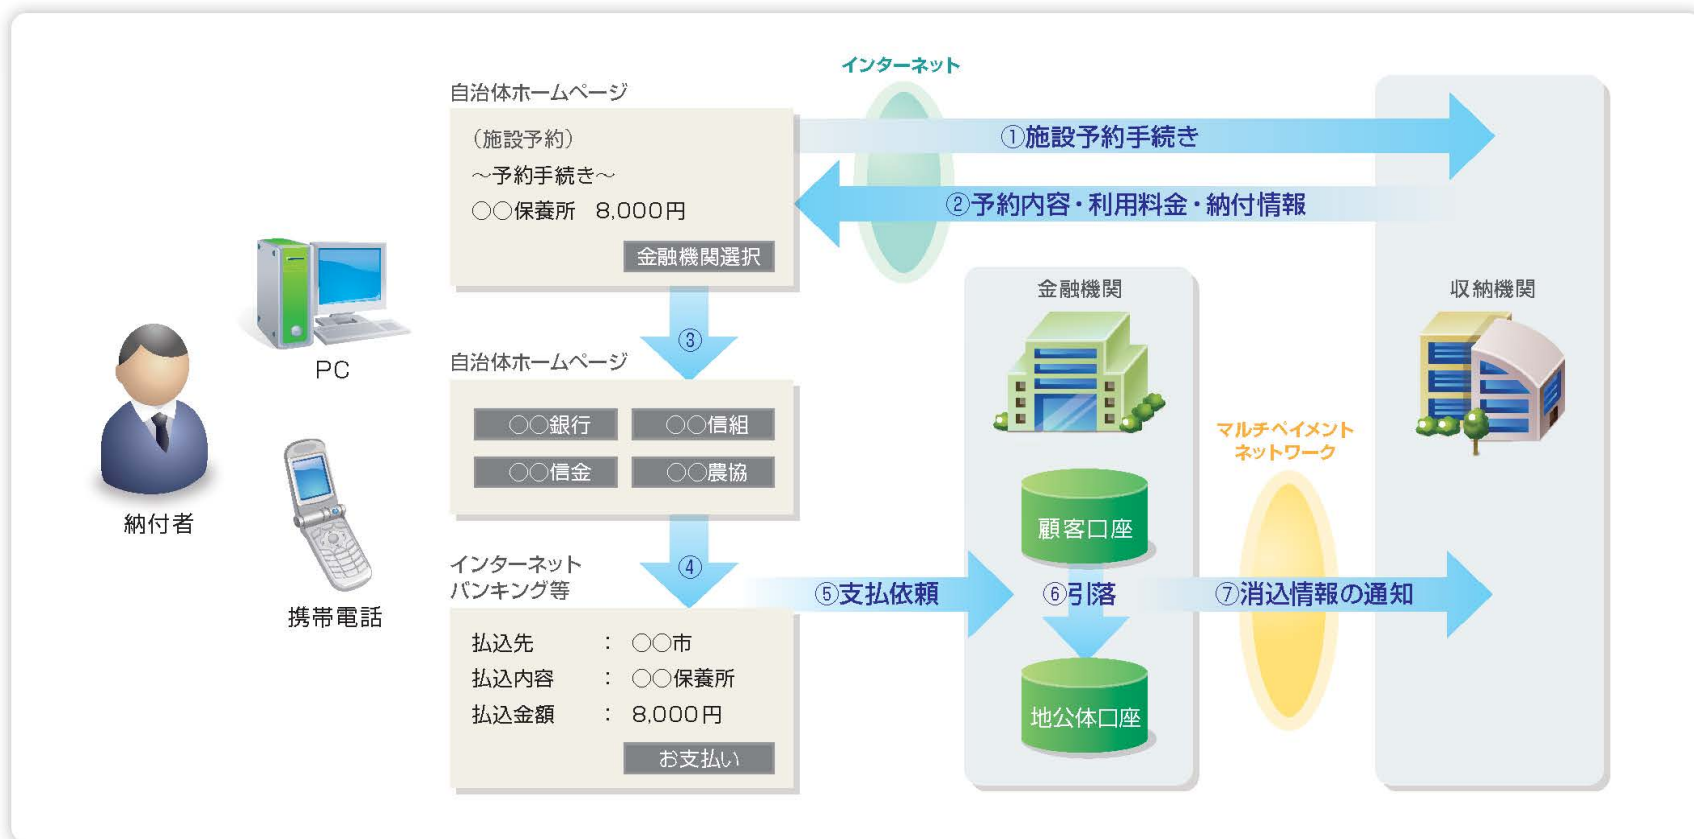 インターネット
自治体ホームページ
（施設予約）
～予約手続き～
○○保養所　8,000円
金融機関選択
①施設予約手続き
②予約内容・利用料金・納付情報
金融機関
収納機関
PC
納付者
携帯電話
③
自治体ホームページ
○○銀行
○○信組
○○信金
○○農協
④
インターネット
バンキング等
払込先　：　○○市
払込内容　：　○○保養所
払込金額　：　8,000円
お支払い
⑤支払依頼
顧客口座
⑥引落
地公体口座
マルチペイメント
ネットワーク
⑦消込情報の通知